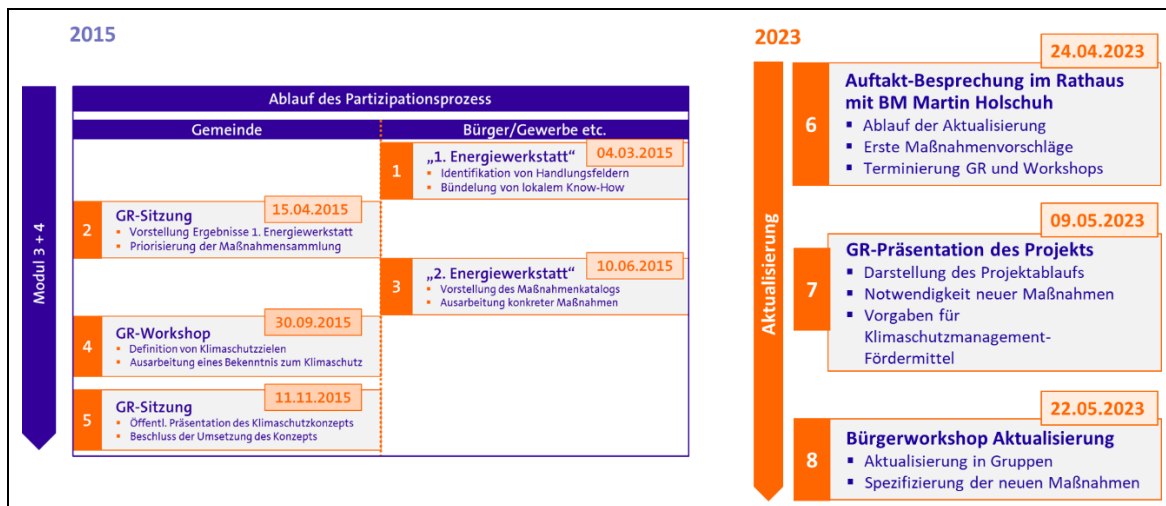 2015
Modul 3 + 4
Ablauf des Partizipationsprozess
Gemeinde
Bürger/Gewerbe etc.
1
04.03.2015
„1. Energiewerkstatt“
Identifikation von Handlungsfeldern
Bündelung von lokalem Know-How
2
15.04.2015
GR-Sitzung
Vorstellung Ergebnisse 1. Energiewerkstatt
Priorisierung der Maßnahmensammlung
3
10.06.2015
„2. Energiewerkstatt“
Vorstellung des Maßnahmenkatalogs
Ausarbeitung konkreter Maßnahmen
4
30.09.2015
GR-Workshop
Definition von Klimaschutzzielen
Ausarbeitung eines Bekenntnis zum Klimaschutz
5
11.11.2015
GR-Sitzung
Öffentl. Präsentation des Klimaschutzkonzepts
Beschluss der Umsetzung des Konzepts
2023
Aktualisierung
24.04.2023
6
Auftakt-Besprechung im Rathaus
mit BM Martin Holschuh
Ablauf der Aktualisierung
Erste Maßnahmenvorschläge
Terminierung GR und Workshops
09.05.2023
7
GR-Präsentation des Projekts
Darstellung des Projektablaufs
Notwendigkeit neuer Maßnahmen
Vorgaben für
Klimaschutzmanagement-
Fördermittel
22.05.2023
8
Bürgerworkshop Aktualisierung
Aktualisierung in Gruppen
Spezifizierung der neuen Maßnahmen